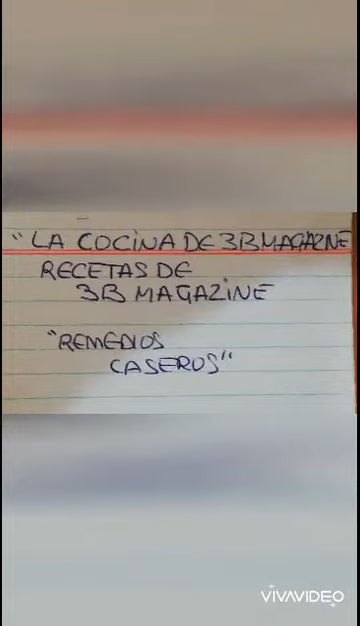 "LA COCINA DE 3B MAGAZINE
RECETAS DE
3B MAGAZINE
"REMEDIOS
CASEROS"
VIVAVIDEO